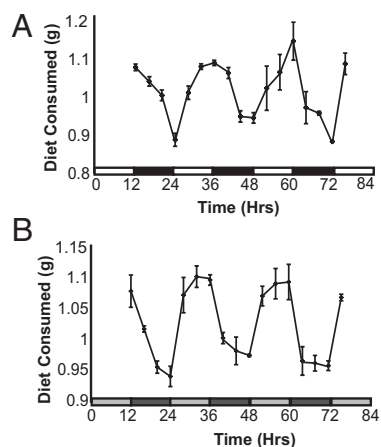 A
Diet Consumed (g)
1.2
1.1
1
0.9
0.8
0 12 24 36 48 60 72 84
Time (Hrs)
B
Diet Consumed (g)
1.15
1.1
1.05
1
0.95
0.9
0 12 24 36 48 60 72 84
Time (Hrs)